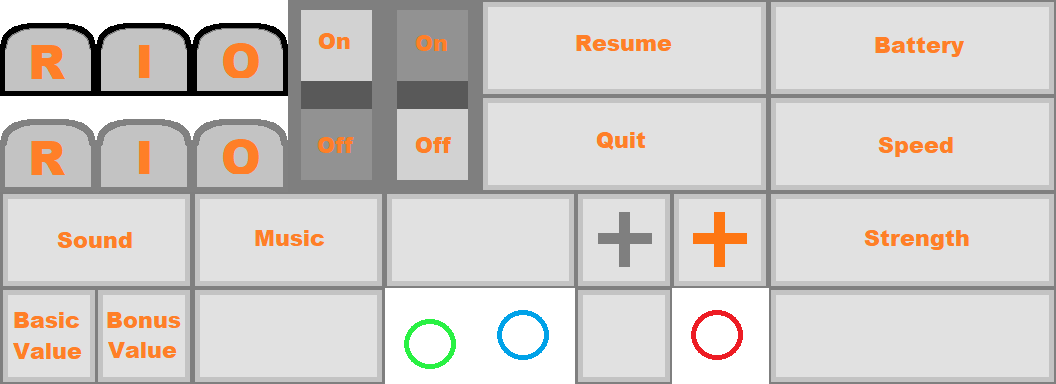 R I O
On
On
Resume
Battery
R I O
Off
Off
Quit
Speed
Sound
Music
Strength
Basic
Value
Bonus
Value